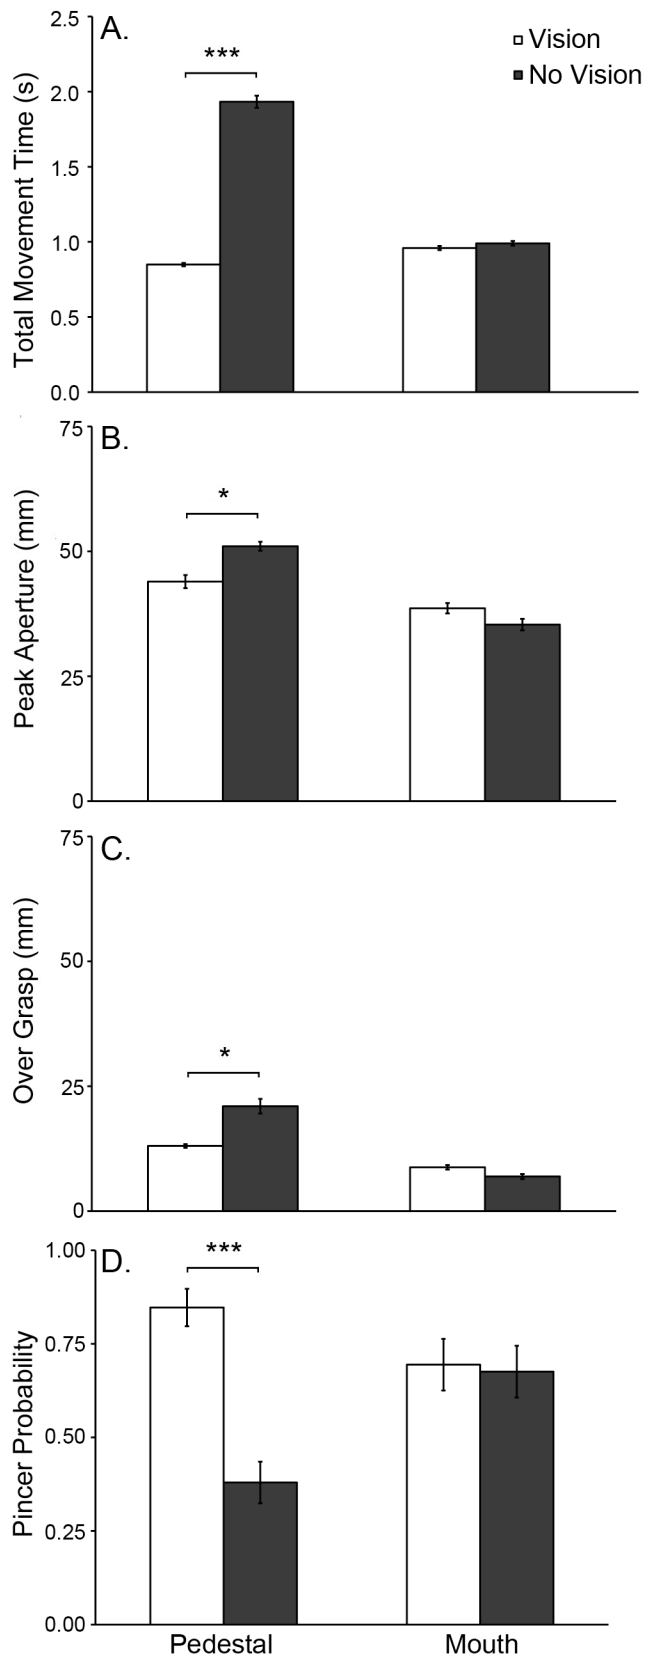 A.
Vision
No Vision
***
Total Movement Time (s)
2.5
2.0
1.5
1.0
0.5
0.0
B.
*
Peak Aperture (mm)
75
50
25
0
C.
*
Over Grasp (mm)
75
50
25
0
D.
***
Pincer Probability
1.00
0.75
0.50
0.25
0.00
Pedestal
Mouth